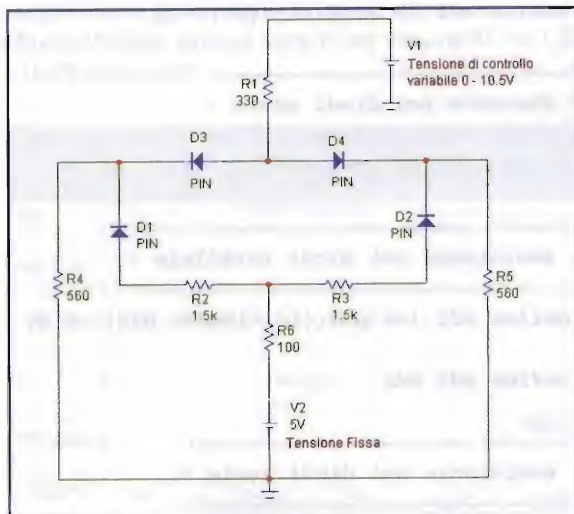 V1
Tensione di controllo
variabile 0 - 10.5V
R1
330
D3
PIN
D4
PIN
D1
PIN
D2
PIN
R4
560
R2
1.5k
R3
1.5k
R5
560
R6
100
V2
5V
Tensione Fissa